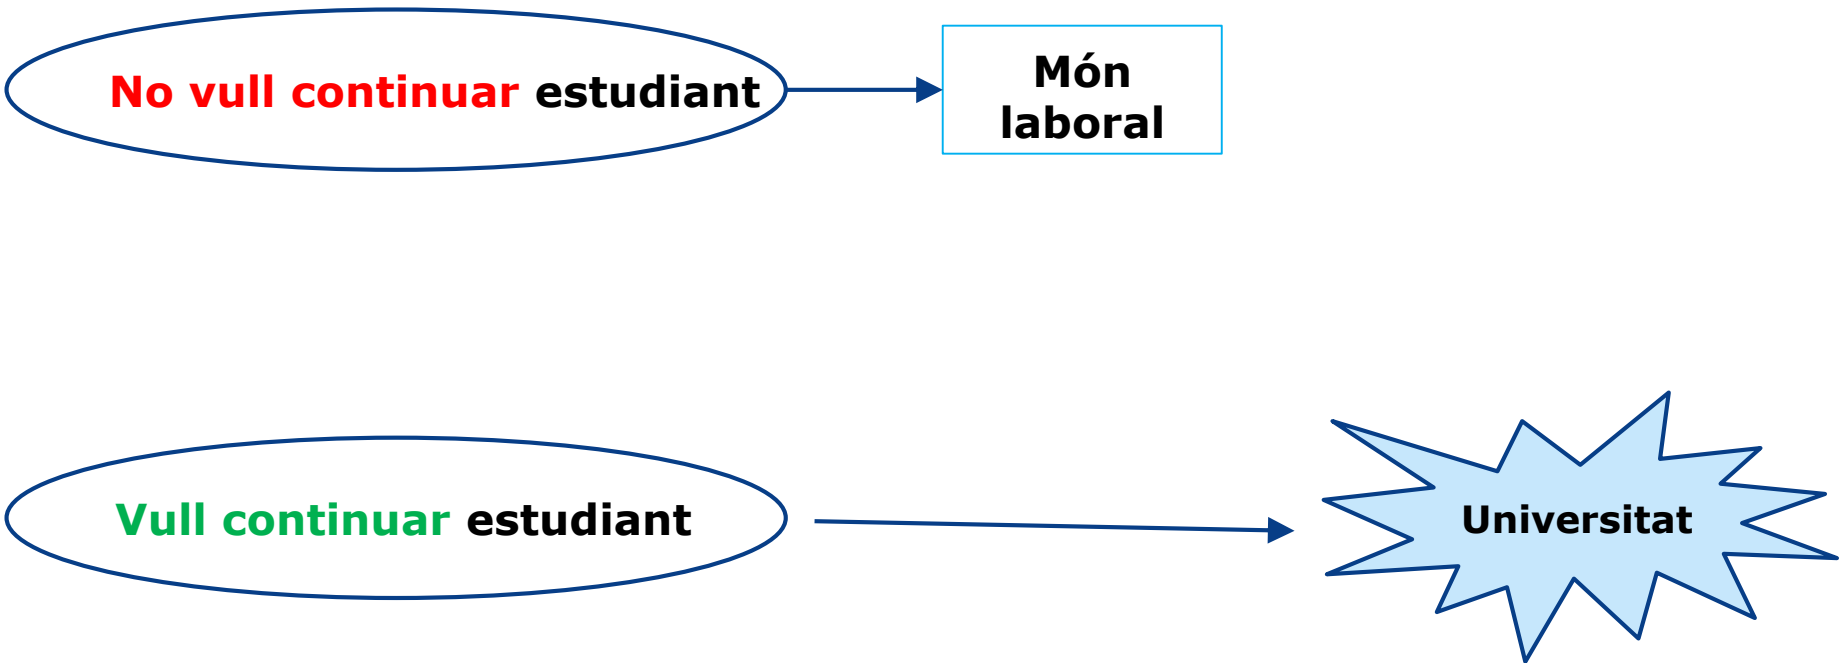 No vull continuar estudiant
Món
laboral
Vull continuar estudiant
Universitat